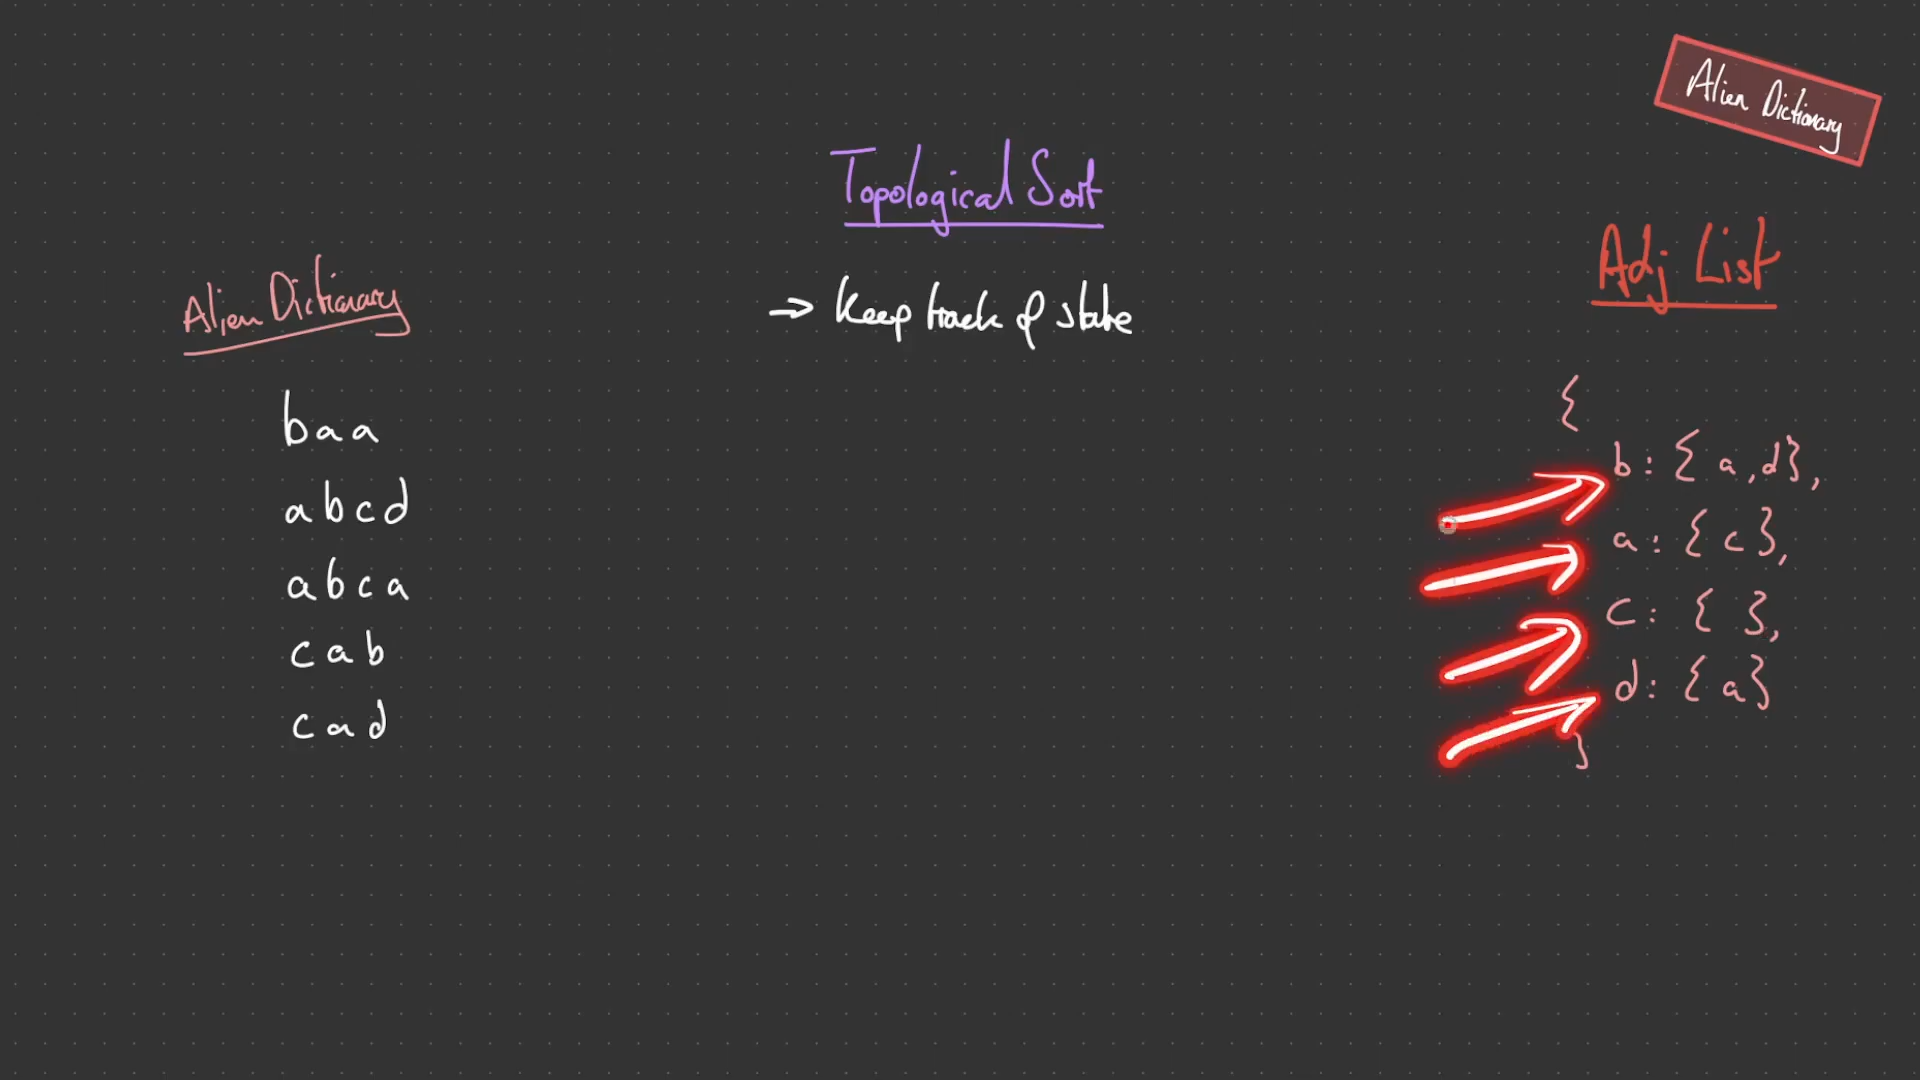 Alien Dictionary
Topological Sort
→ Keep track of state
Alien Dictionary
baa
abcd
abca
cab
cad
Adj List
{
b: { a, d},
a: { c},
c: { },
d: { a}
}